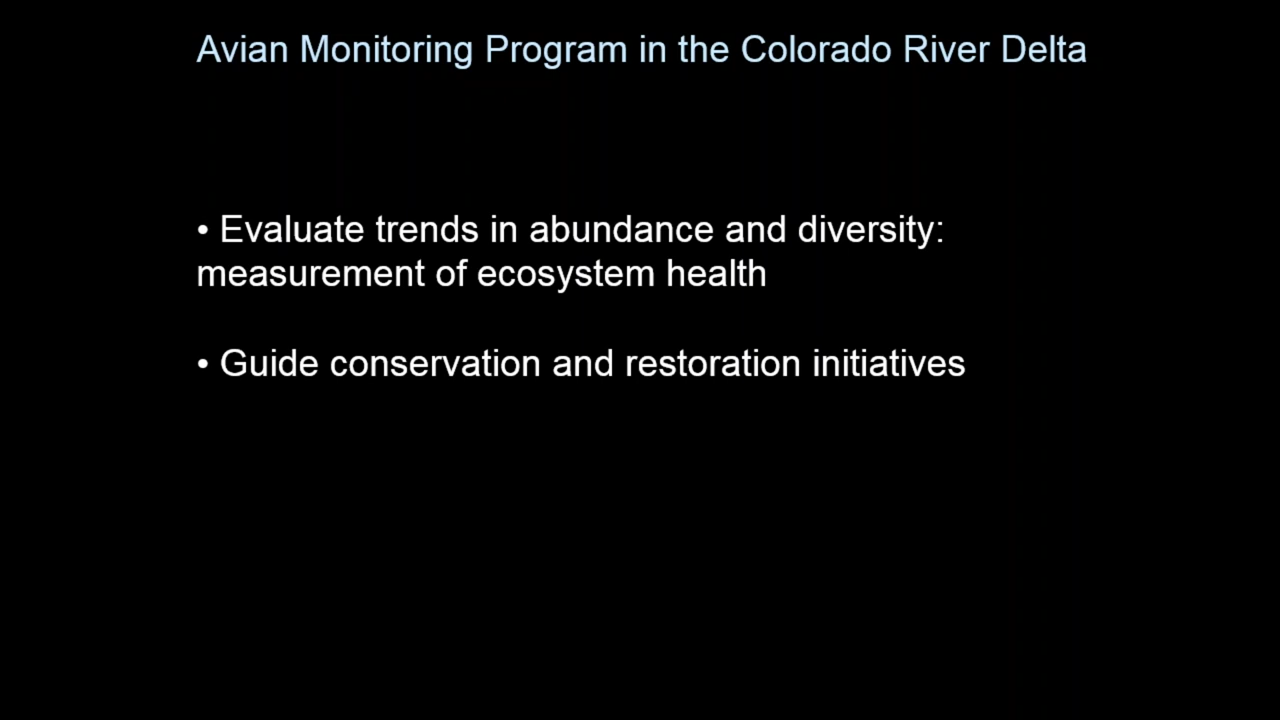 Avian Monitoring Program in the Colorado River Delta
• Evaluate trends in abundance and diversity:
measurement of ecosystem health
• Guide conservation and restoration initiatives